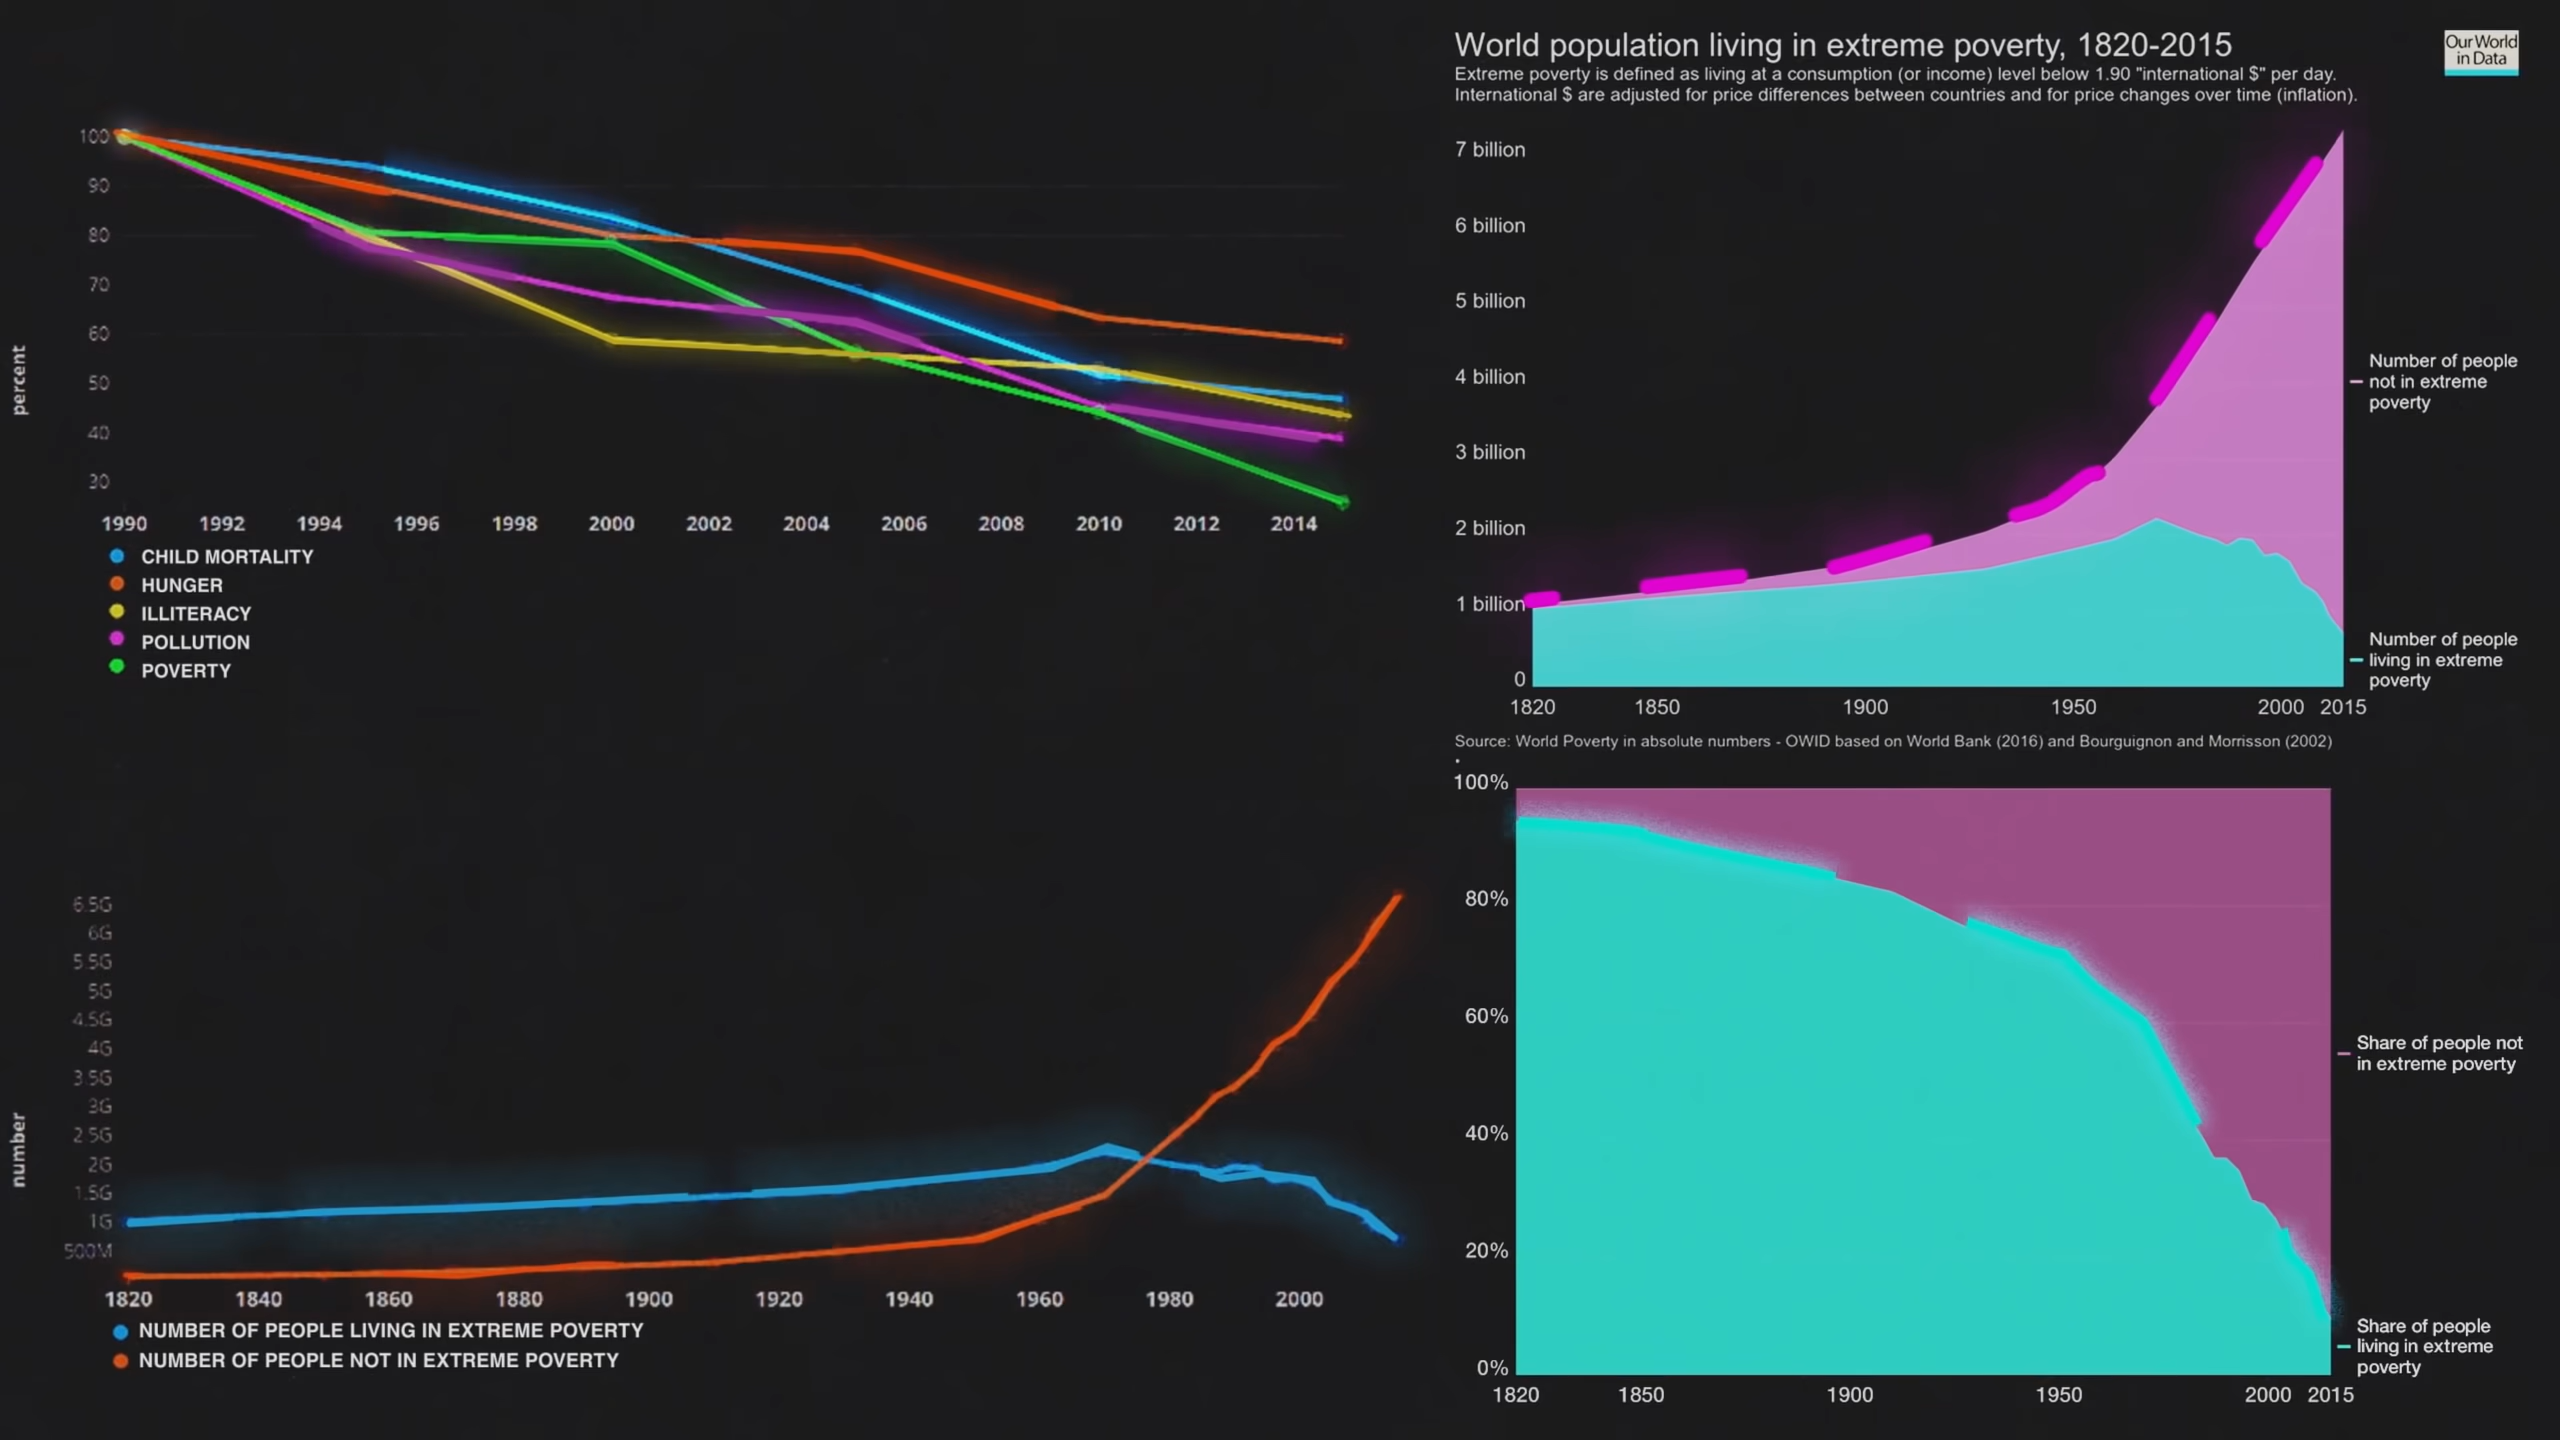 100
90
80
70
60
50
40
30
percent
1990 1992 1994 1996 1998 2000 2002 2004 2006 2008 2010 2012 2014
CHILD MORTALITY
HUNGER
ILLITERACY
POLLUTION
POVERTY
World population living in extreme poverty, 1820-2015
Extreme poverty is defined as living at a consumption (or income) level below 1.90 "international $" per day.
International $ are adjusted for price differences between countries and for price changes over time (inflation).
Our World
in Data
7 billion
6 billion
5 billion
4 billion
3 billion
2 billion
1 billion
0
1820 1850 1900 1950 2000 2015
Number of people
not in extreme
poverty
Number of people
living in extreme
poverty
Source: World Poverty in absolute numbers - OWID based on World Bank (2016) and Bourguignon and Morrisson (2002)
6.5G
6G
5.5G
5G
4.5G
4G
3.5G
3G
2.5G
2G
1.5G
1G
500M
number
1820 1840 1860 1880 1900 1920 1940 1960 1980 2000
NUMBER OF PEOPLE LIVING IN EXTREME POVERTY
NUMBER OF PEOPLE NOT IN EXTREME POVERTY
100%
80%
60%
40%
20%
0%
1820 1850 1900 1950 2000 2015
Share of people not
in extreme poverty
Share of people
living in extreme
poverty